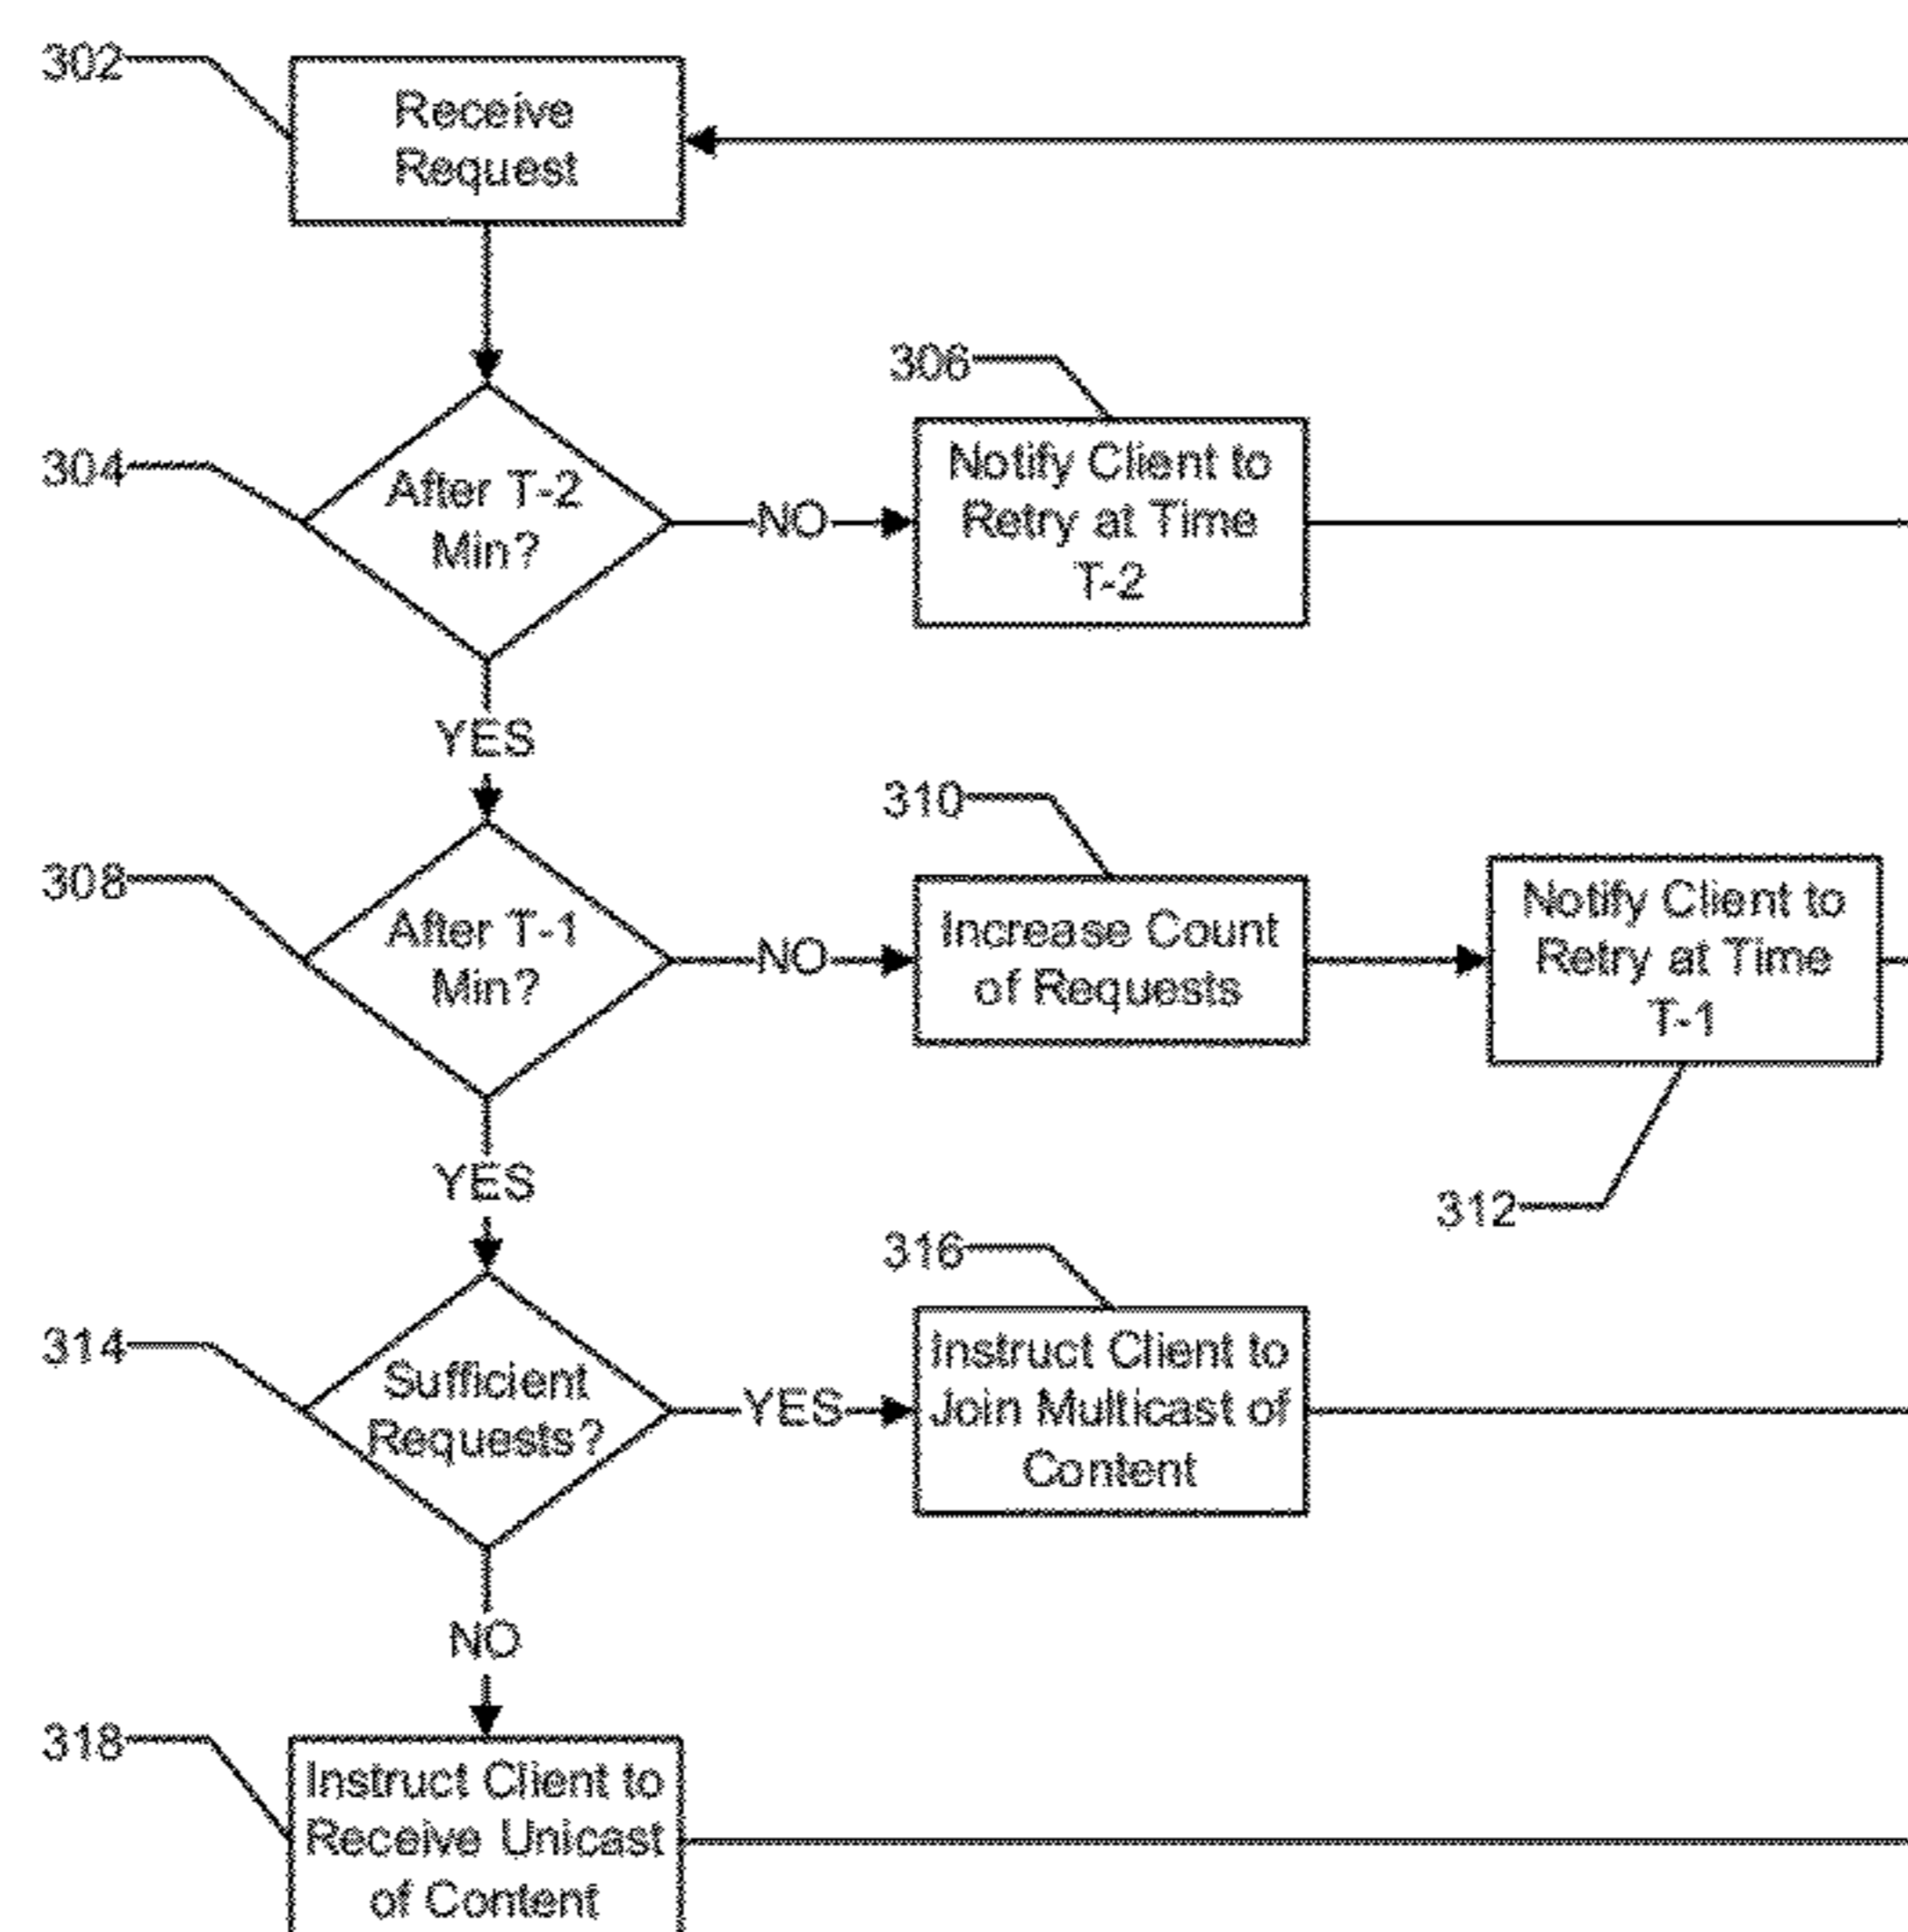 302
Receive
Request
306
304
After T-2
Min?
NO
Notify Client to
Retry at Time
T-2
YES
310
308
After T-1
Min?
NO
Increase Count
of Requests
Notify Client to
Retry at Time
T-1
YES
312
316
314
Sufficient
Requests?
YES
Instruct Client to
Join Multicast of
Content
NO
318
Instruct Client to
Receive Unicast
of Content